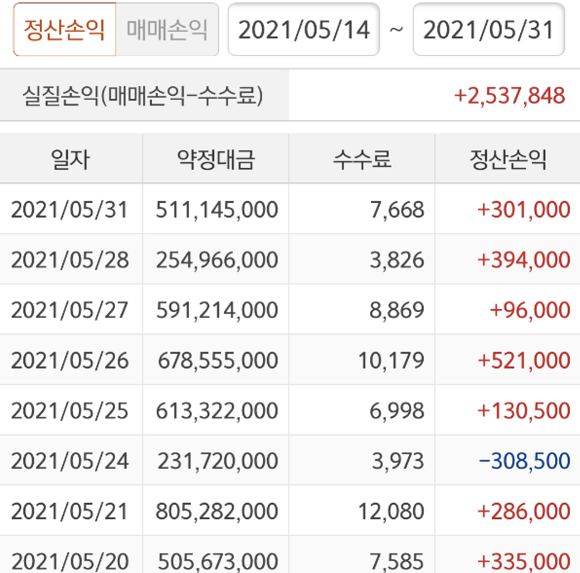 정산손익 매매손익 2021/05/14 ~ 2021/05/31
실질손익(매매손익-수수료) +2,537,848
일자 약정대금 수수료 정산손익
2021/05/31 511,145,000 7,668 +301,000
2021/05/28 254,966,000 3,826 +394,000
2021/05/27 591,214,000 8,869 +96,000
2021/05/26 678,555,000 10,179 +521,000
2021/05/25 613,322,000 6,998 +130,500
2021/05/24 231,720,000 3,973 -308,500
2021/05/21 805,282,000 12,080 +286,000
2021/05/20 505,673,000 7,585 +335,000